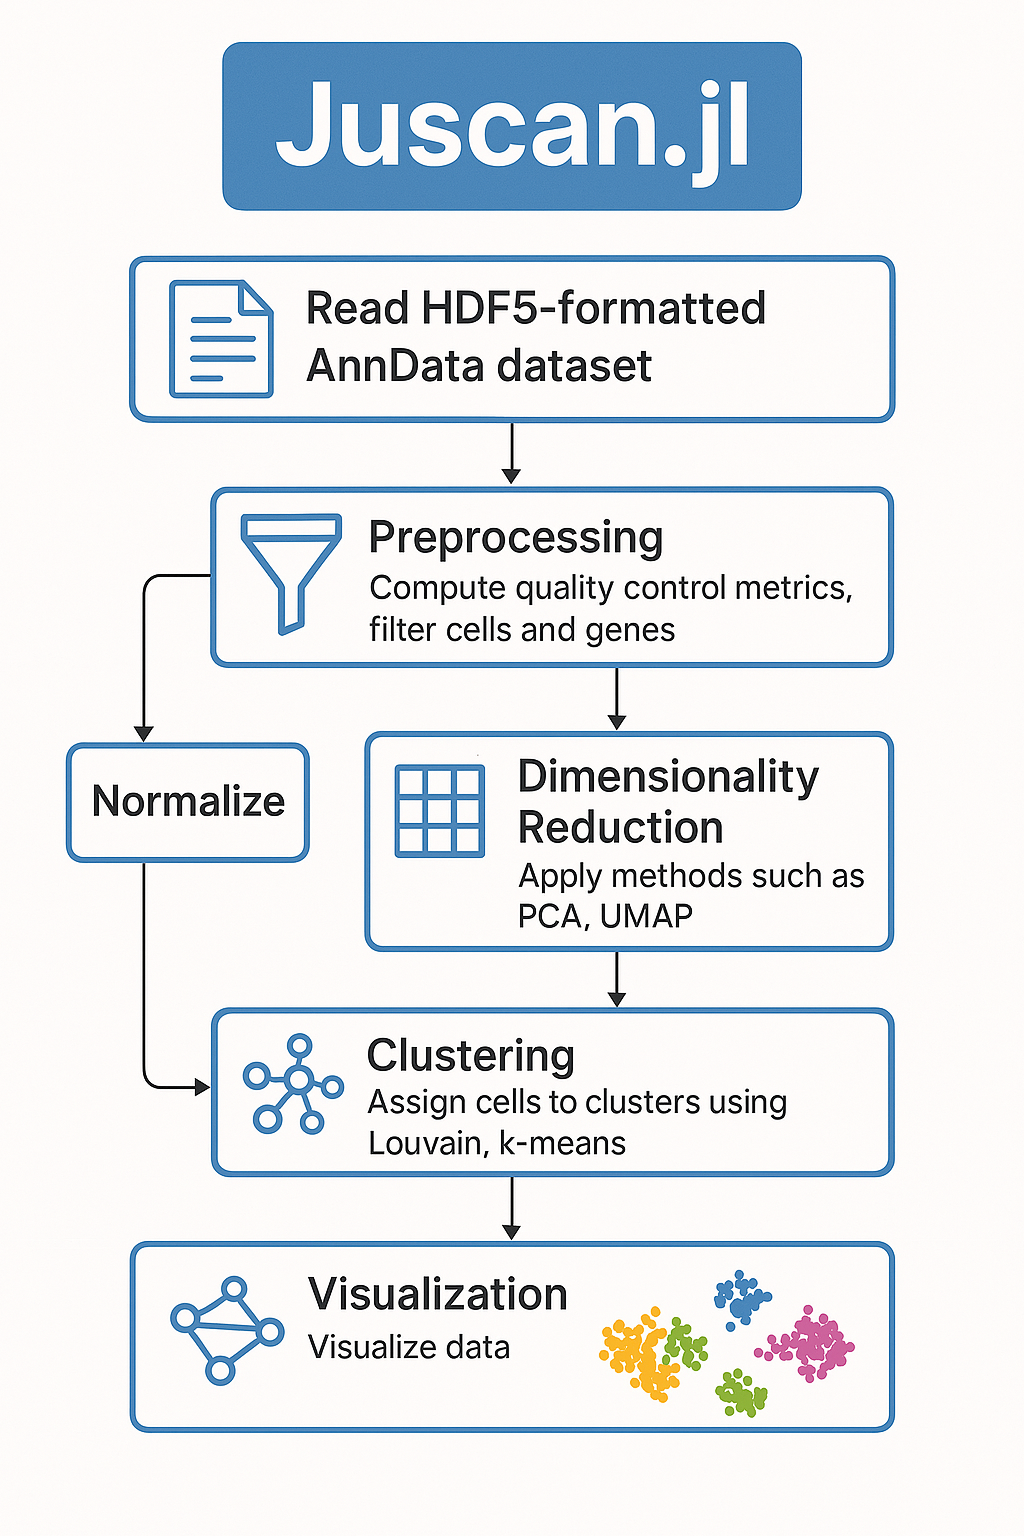 Juscan.jl
Read HDF5-formatted
AnnData dataset
Preprocessing
Compute quality control metrics,
filter cells and genes
Normalize
Dimensionality
Reduction
Apply methods such as
PCA, UMAP
Clustering
Assign cells to clusters using
Louvain, k-means
Visualization
Visualize data